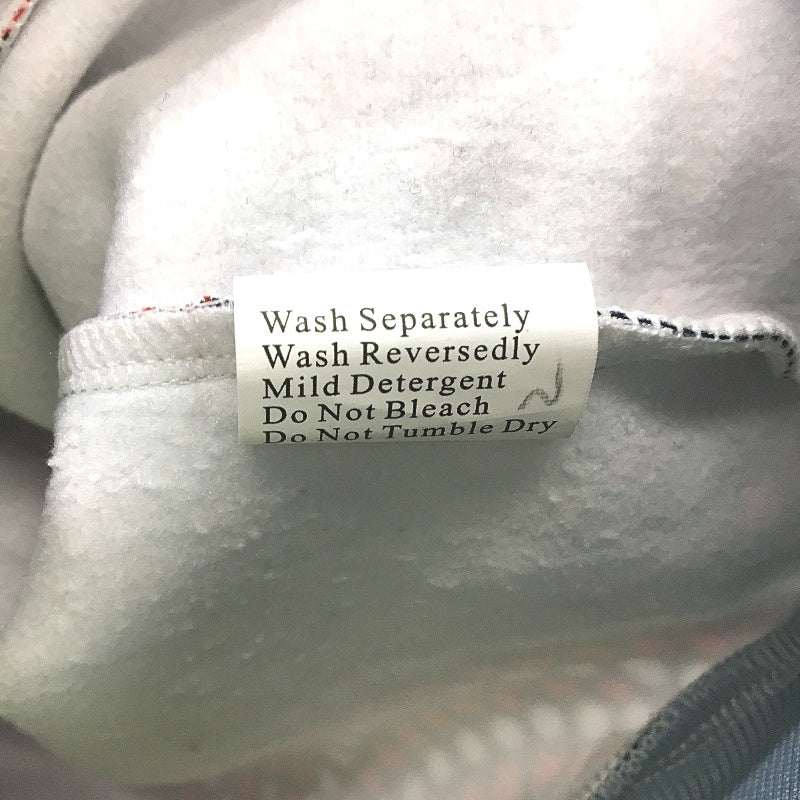 Wash Separately
Wash Reversedly
Mild Detergent
Do Not Bleach
Do Not Tumble Dry